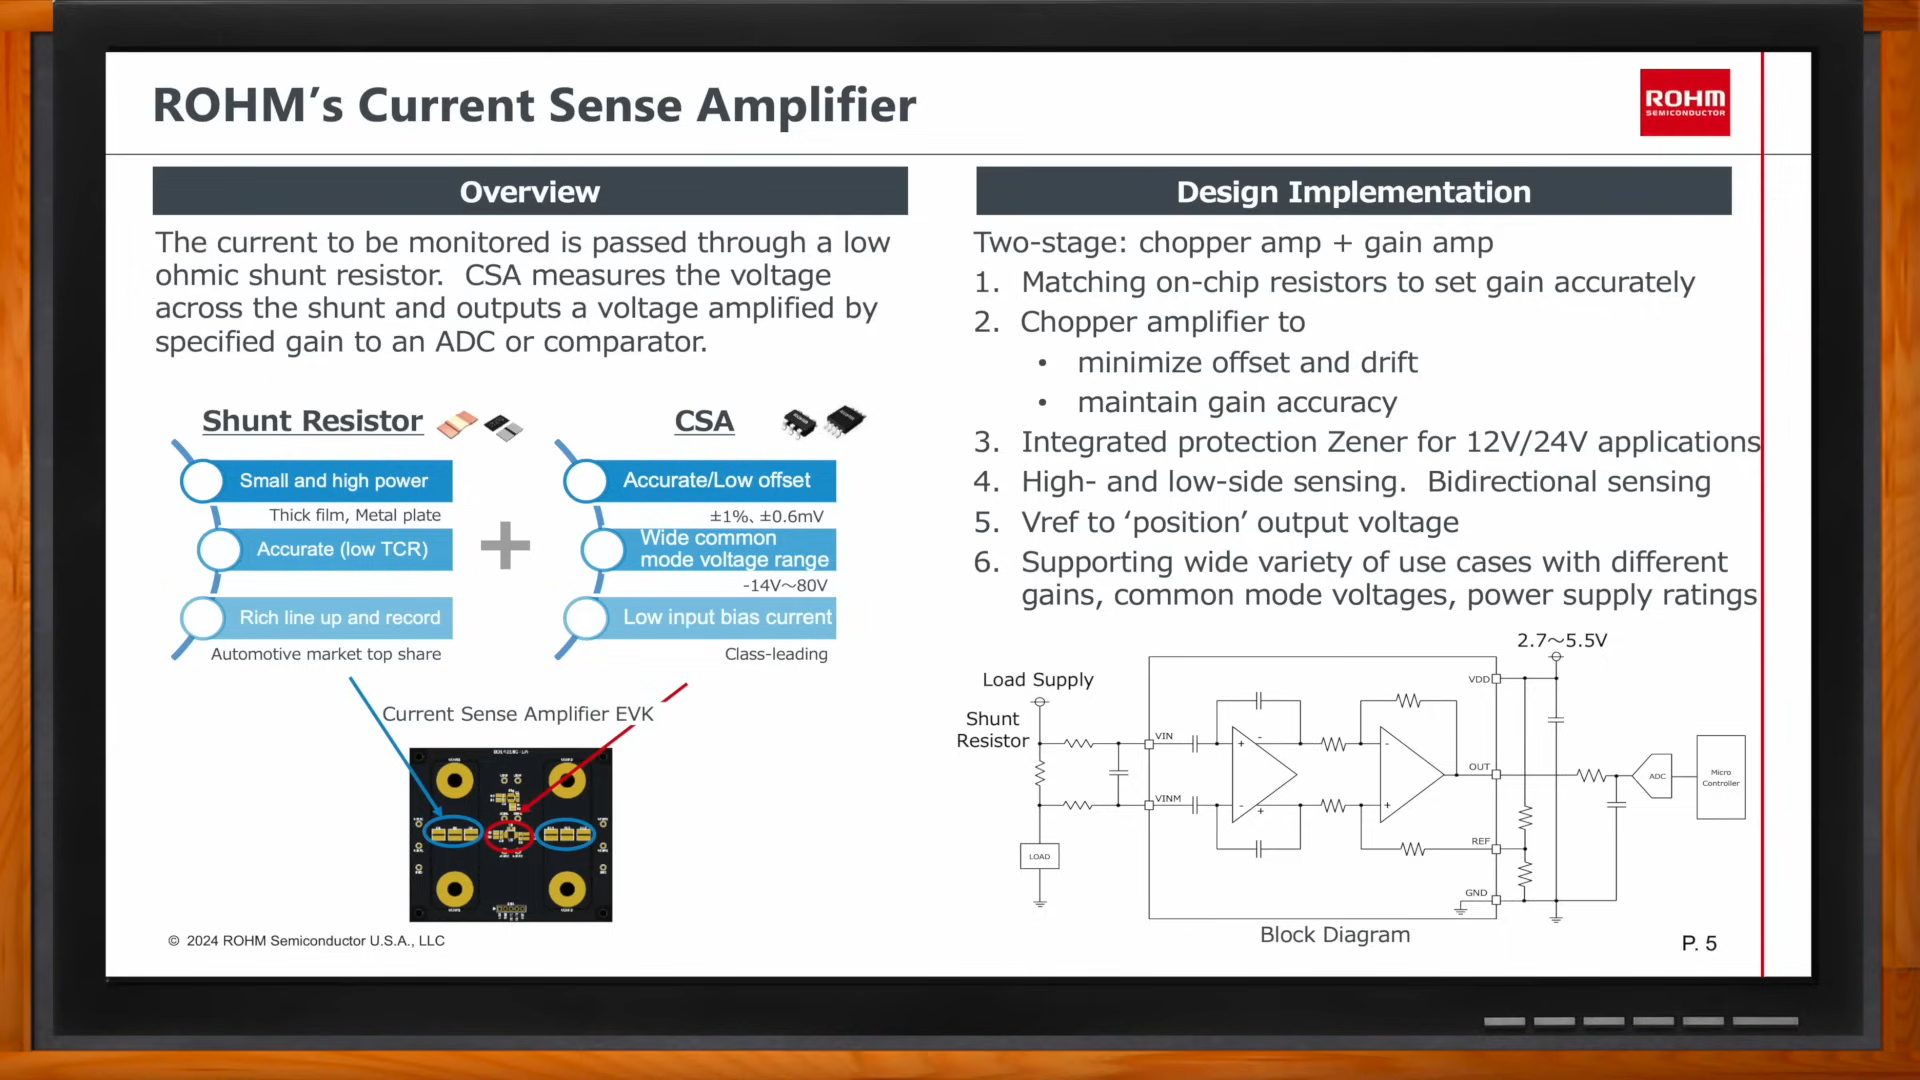 ROHM's Current Sense Amplifier
ROHM
SEMICONDUCTOR
Overview
The current to be monitored is passed through a low
ohmic shunt resistor.  CSA measures the voltage
across the shunt and outputs a voltage amplified by
specified gain to an ADC or comparator.
Shunt Resistor
Small and high power
Thick film, Metal plate
Accurate (low TCR)
Rich line up and record
Automotive market top share
CSA
Accurate/Low offset
±1%、±0.6mV
Wide common
mode voltage range
-14V～80V
Low input bias current
Class-leading
Current Sense Amplifier EVK
© 2024 ROHM Semiconductor U.S.A., LLC
Design Implementation
Two-stage: chopper amp + gain amp
1. Matching on-chip resistors to set gain accurately
2. Chopper amplifier to
• minimize offset and drift
• maintain gain accuracy
3. Integrated protection Zener for 12V/24V applications
4. High- and low-side sensing.  Bidirectional sensing
5. Vref to ‘position’ output voltage
6. Supporting wide variety of use cases with different
gains, common mode voltages, power supply ratings
2.7～5.5V
Load Supply
VDD
Shunt
Resistor
VIN
+ -
-
OUT
ADC
Micro
Controller
VINM
- +
+
REF
LOAD
GND
Block Diagram
P. 5